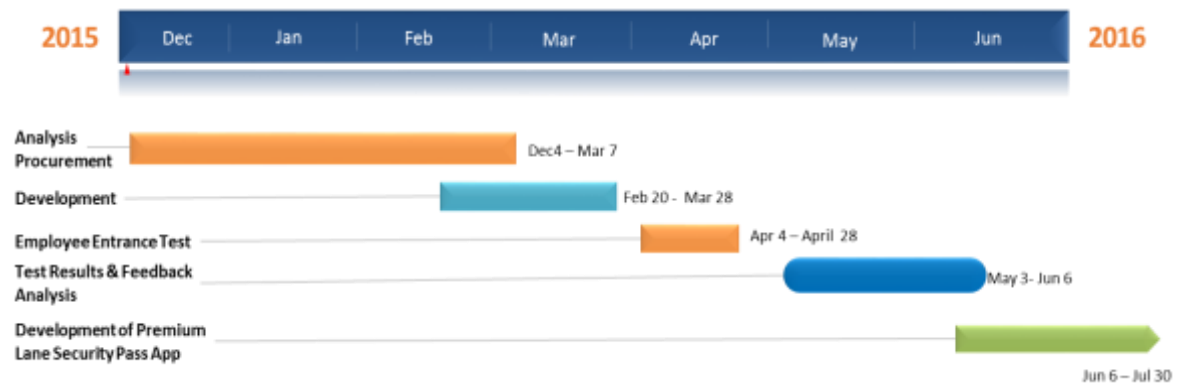 2015 Dec Jan Feb Mar Apr May Jun 2016
Analysis
Procurement
Dec4 – Mar 7
Development
Feb 20 - Mar 28
Employee Entrance Test
Apr 4 – April 28
Test Results & Feedback
Analysis
May 3- Jun 6
Development of Premium
Lane Security Pass App
Jun 6 – Jul 30